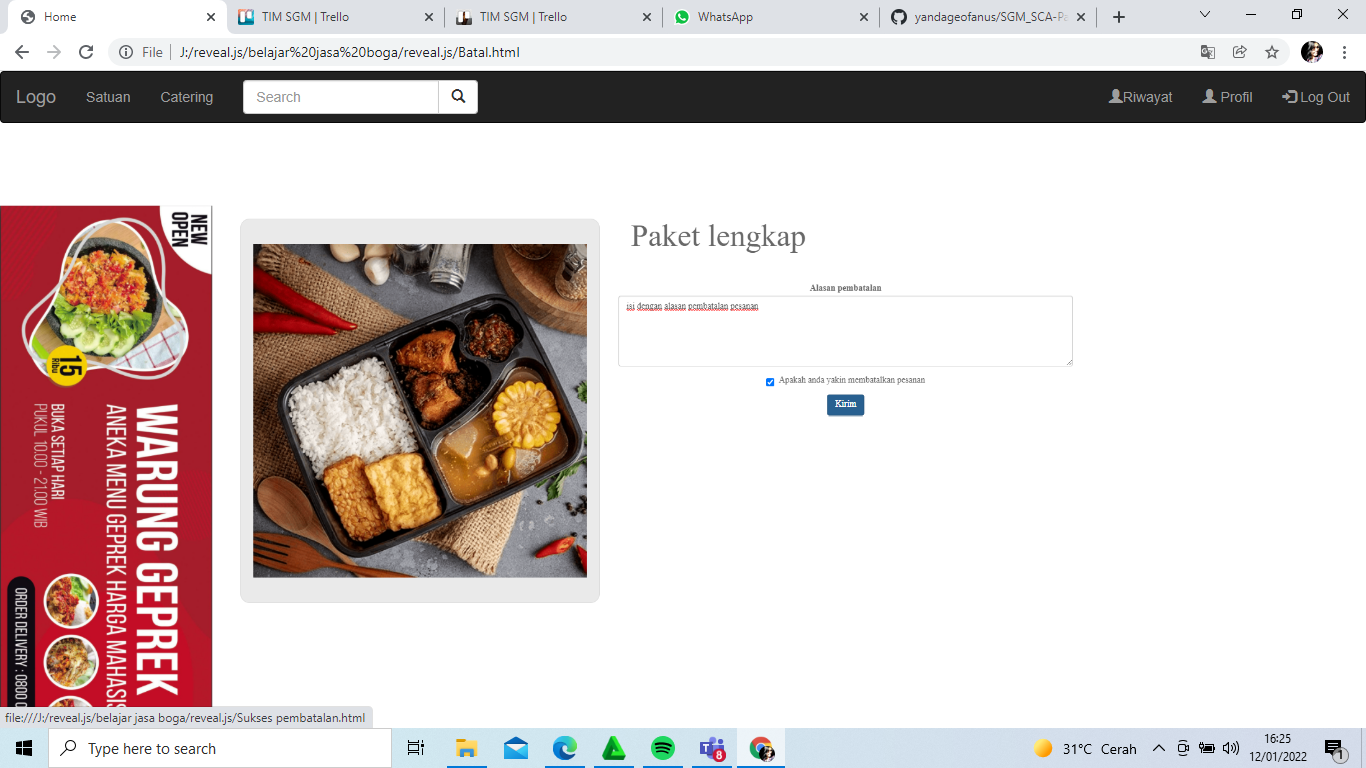 Home
TIM SGM | Trello
TIM SGM | Trello
WhatsApp
yandageofanus/SGM_SCA-Pa
File
J:/reveal.js/belajar%20jasa%20boga/reveal.js/Batal.html
Logo
Satuan
Catering
Search
Riwayat
Profil
Log Out
NEW
OPEN
15
Ribu
WARUNG GEPREK
ANEKA MENU GEPREK HARGA MAHASIS
BUKA SETIAP HARI
PUKUL 10.00 - 21.00 WIB
ORDER DELIVERY : 0800
Paket lengkap
Alasan pembatalan
isi dengan alasan pembatalan pesanan
Apakah anda yakin membatalkan pesanan
Kirim
file:///J:/reveal.js/belajar jasa boga/reveal.js/Sukses pembatalan.html
Type here to search
8
31°C Cerah
16:25
12/01/2022
1